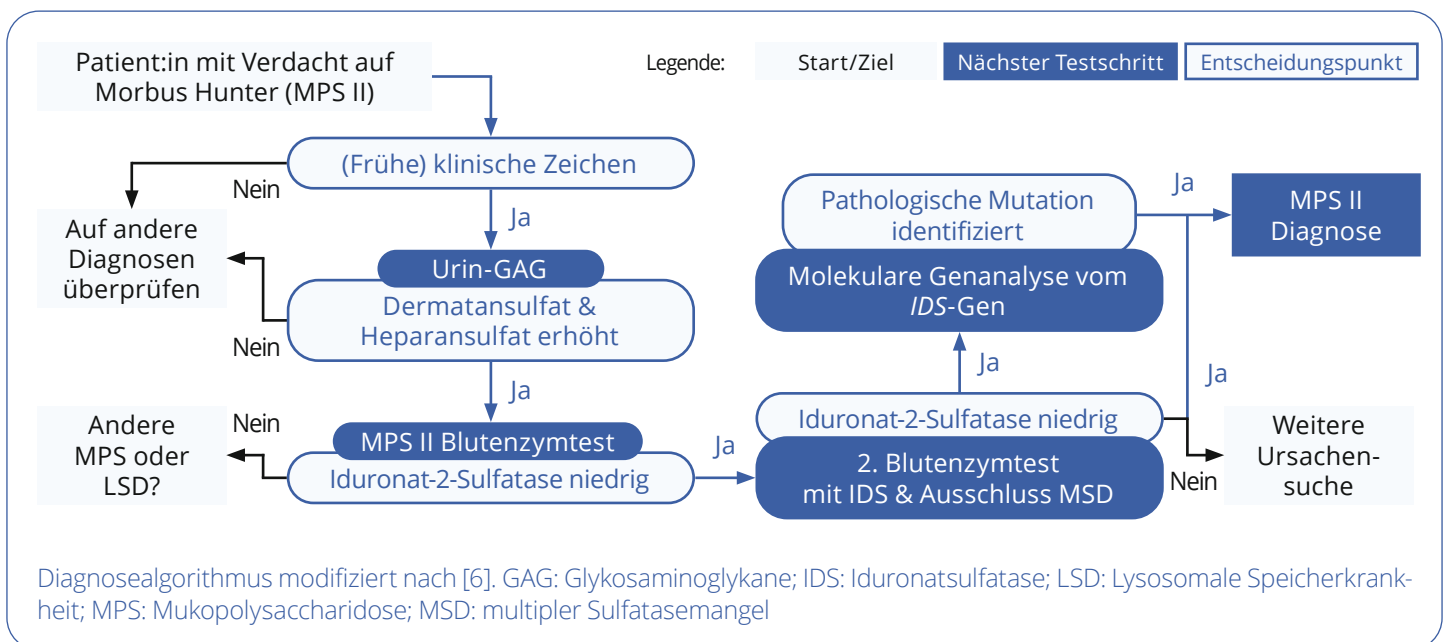 Patient:in mit Verdacht auf
Morbus Hunter (MPS II)
Legende:
Start/Ziel
Nächster Testschritt
Entscheidungspunkt
(Frühe) klinische Zeichen
Nein
Ja
Auf andere
Diagnosen
überprüfen
Urin-GAG
Dermatansulfat &
Heparansulfat erhöht
Nein
Ja
Andere
MPS oder
LSD?
Nein
MPS II Blutenzymtest
Iduronat-2-Sulfatase niedrig
Ja
Pathologische Mutation
identifiziert
Molekulare Genanalyse vom
IDS-Gen
Ja
MPS II
Diagnose
Ja
Ja
Iduronat-2-Sulfatase niedrig
2. Blutenzymtest
mit IDS & Ausschluss MSD
Nein
Weitere
Ursachen-
suche
Diagnosealgorithmus modifiziert nach [6]. GAG: Glykosaminoglykane; IDS: Iduronatsulfatase; LSD: Lysosomale Speicherkrank-
heit; MPS: Mukopolysaccharidose; MSD: multipler Sulfatasemangel